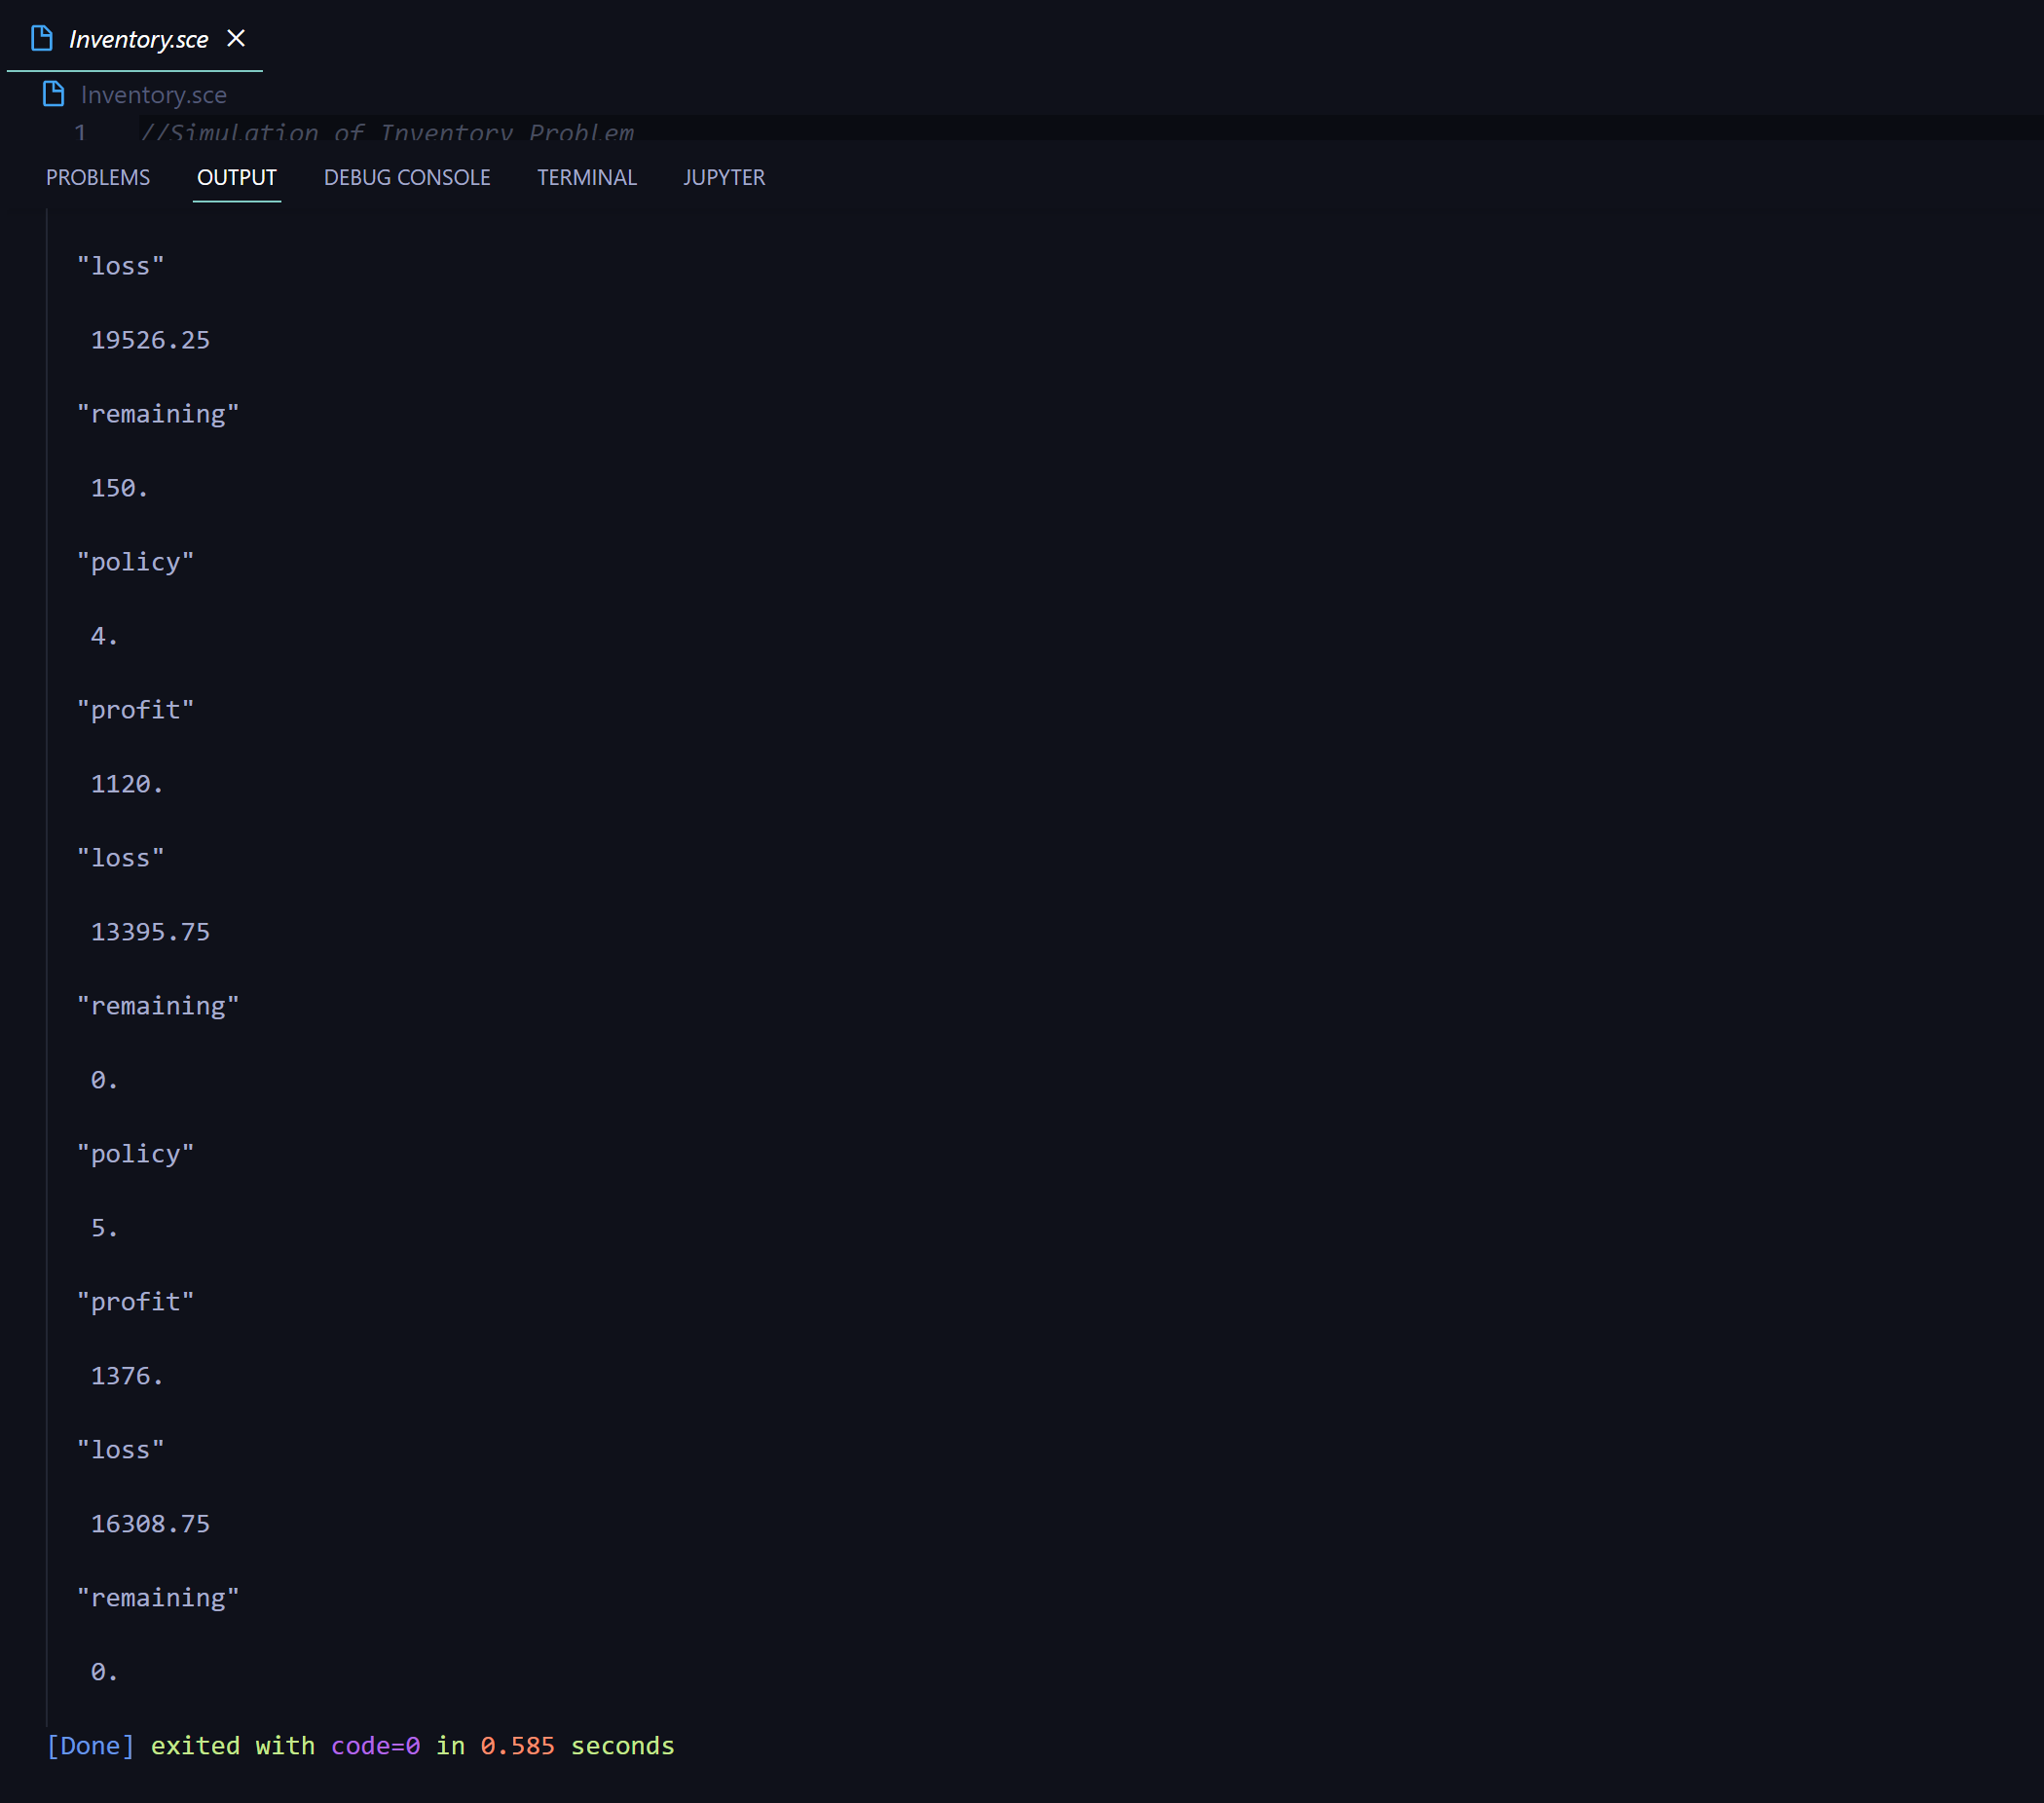 Inventory.sce
Inventory.sce
1 //Simulation of Inventory Problem
PROBLEMS OUTPUT DEBUG CONSOLE TERMINAL JUPYTER
"loss"
19526.25
"remaining"
150.
"policy"
4.
"profit"
1120.
"loss"
13395.75
"remaining"
0.
"policy"
5.
"profit"
1376.
"loss"
16308.75
"remaining"
0.
[Done] exited with code=0 in 0.585 seconds